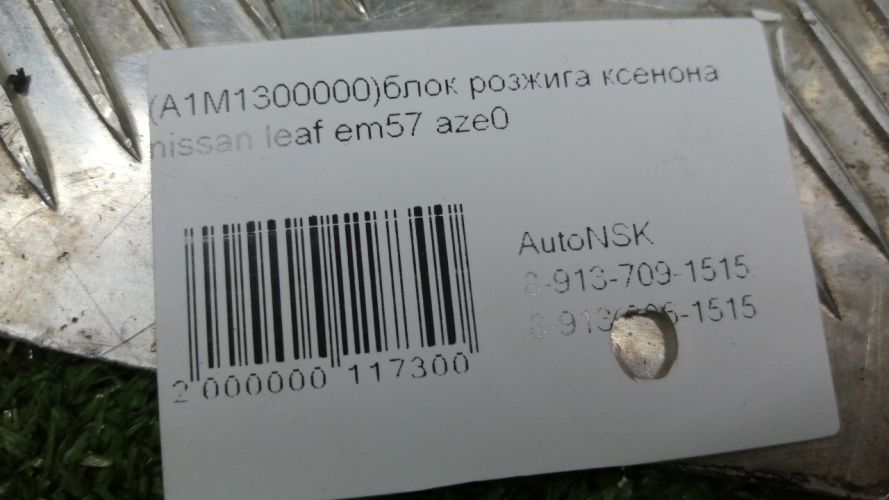 (A1M1300000)блок розжига ксенона
nissan leaf em57 aze0
AutoNSK
8-913-709-1515
2 000000 117300